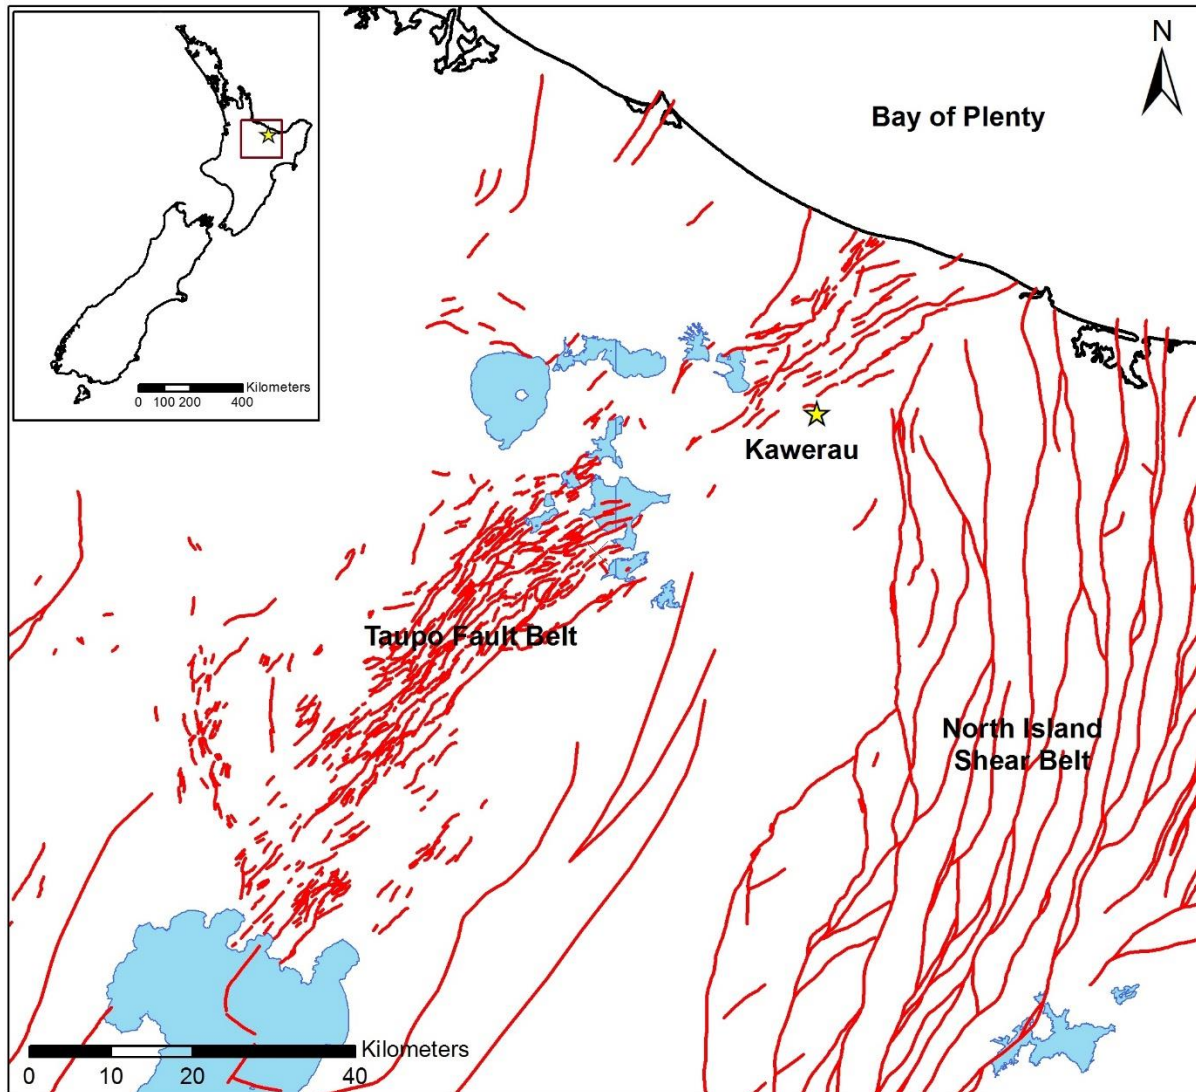 N
Bay of Plenty
Kilometers
0 100 200 400
Kawerau
Taupo Fault Belt
North Island
Shear Belt
Kilometers
0 10 20 40